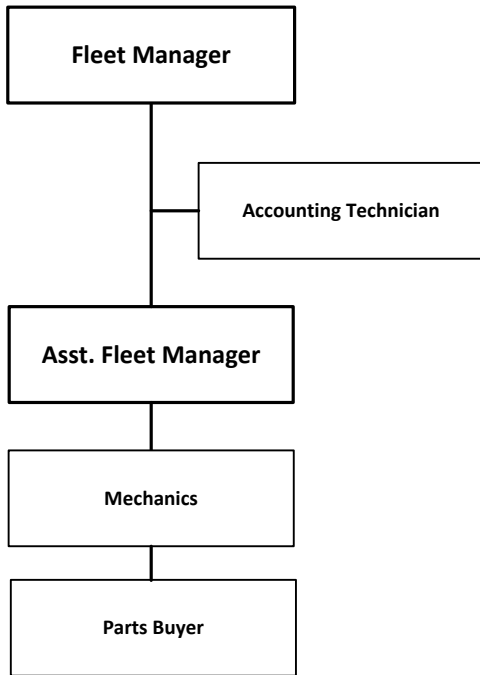 Fleet Manager
Accounting Technician
Asst. Fleet Manager
Mechanics
Parts Buyer